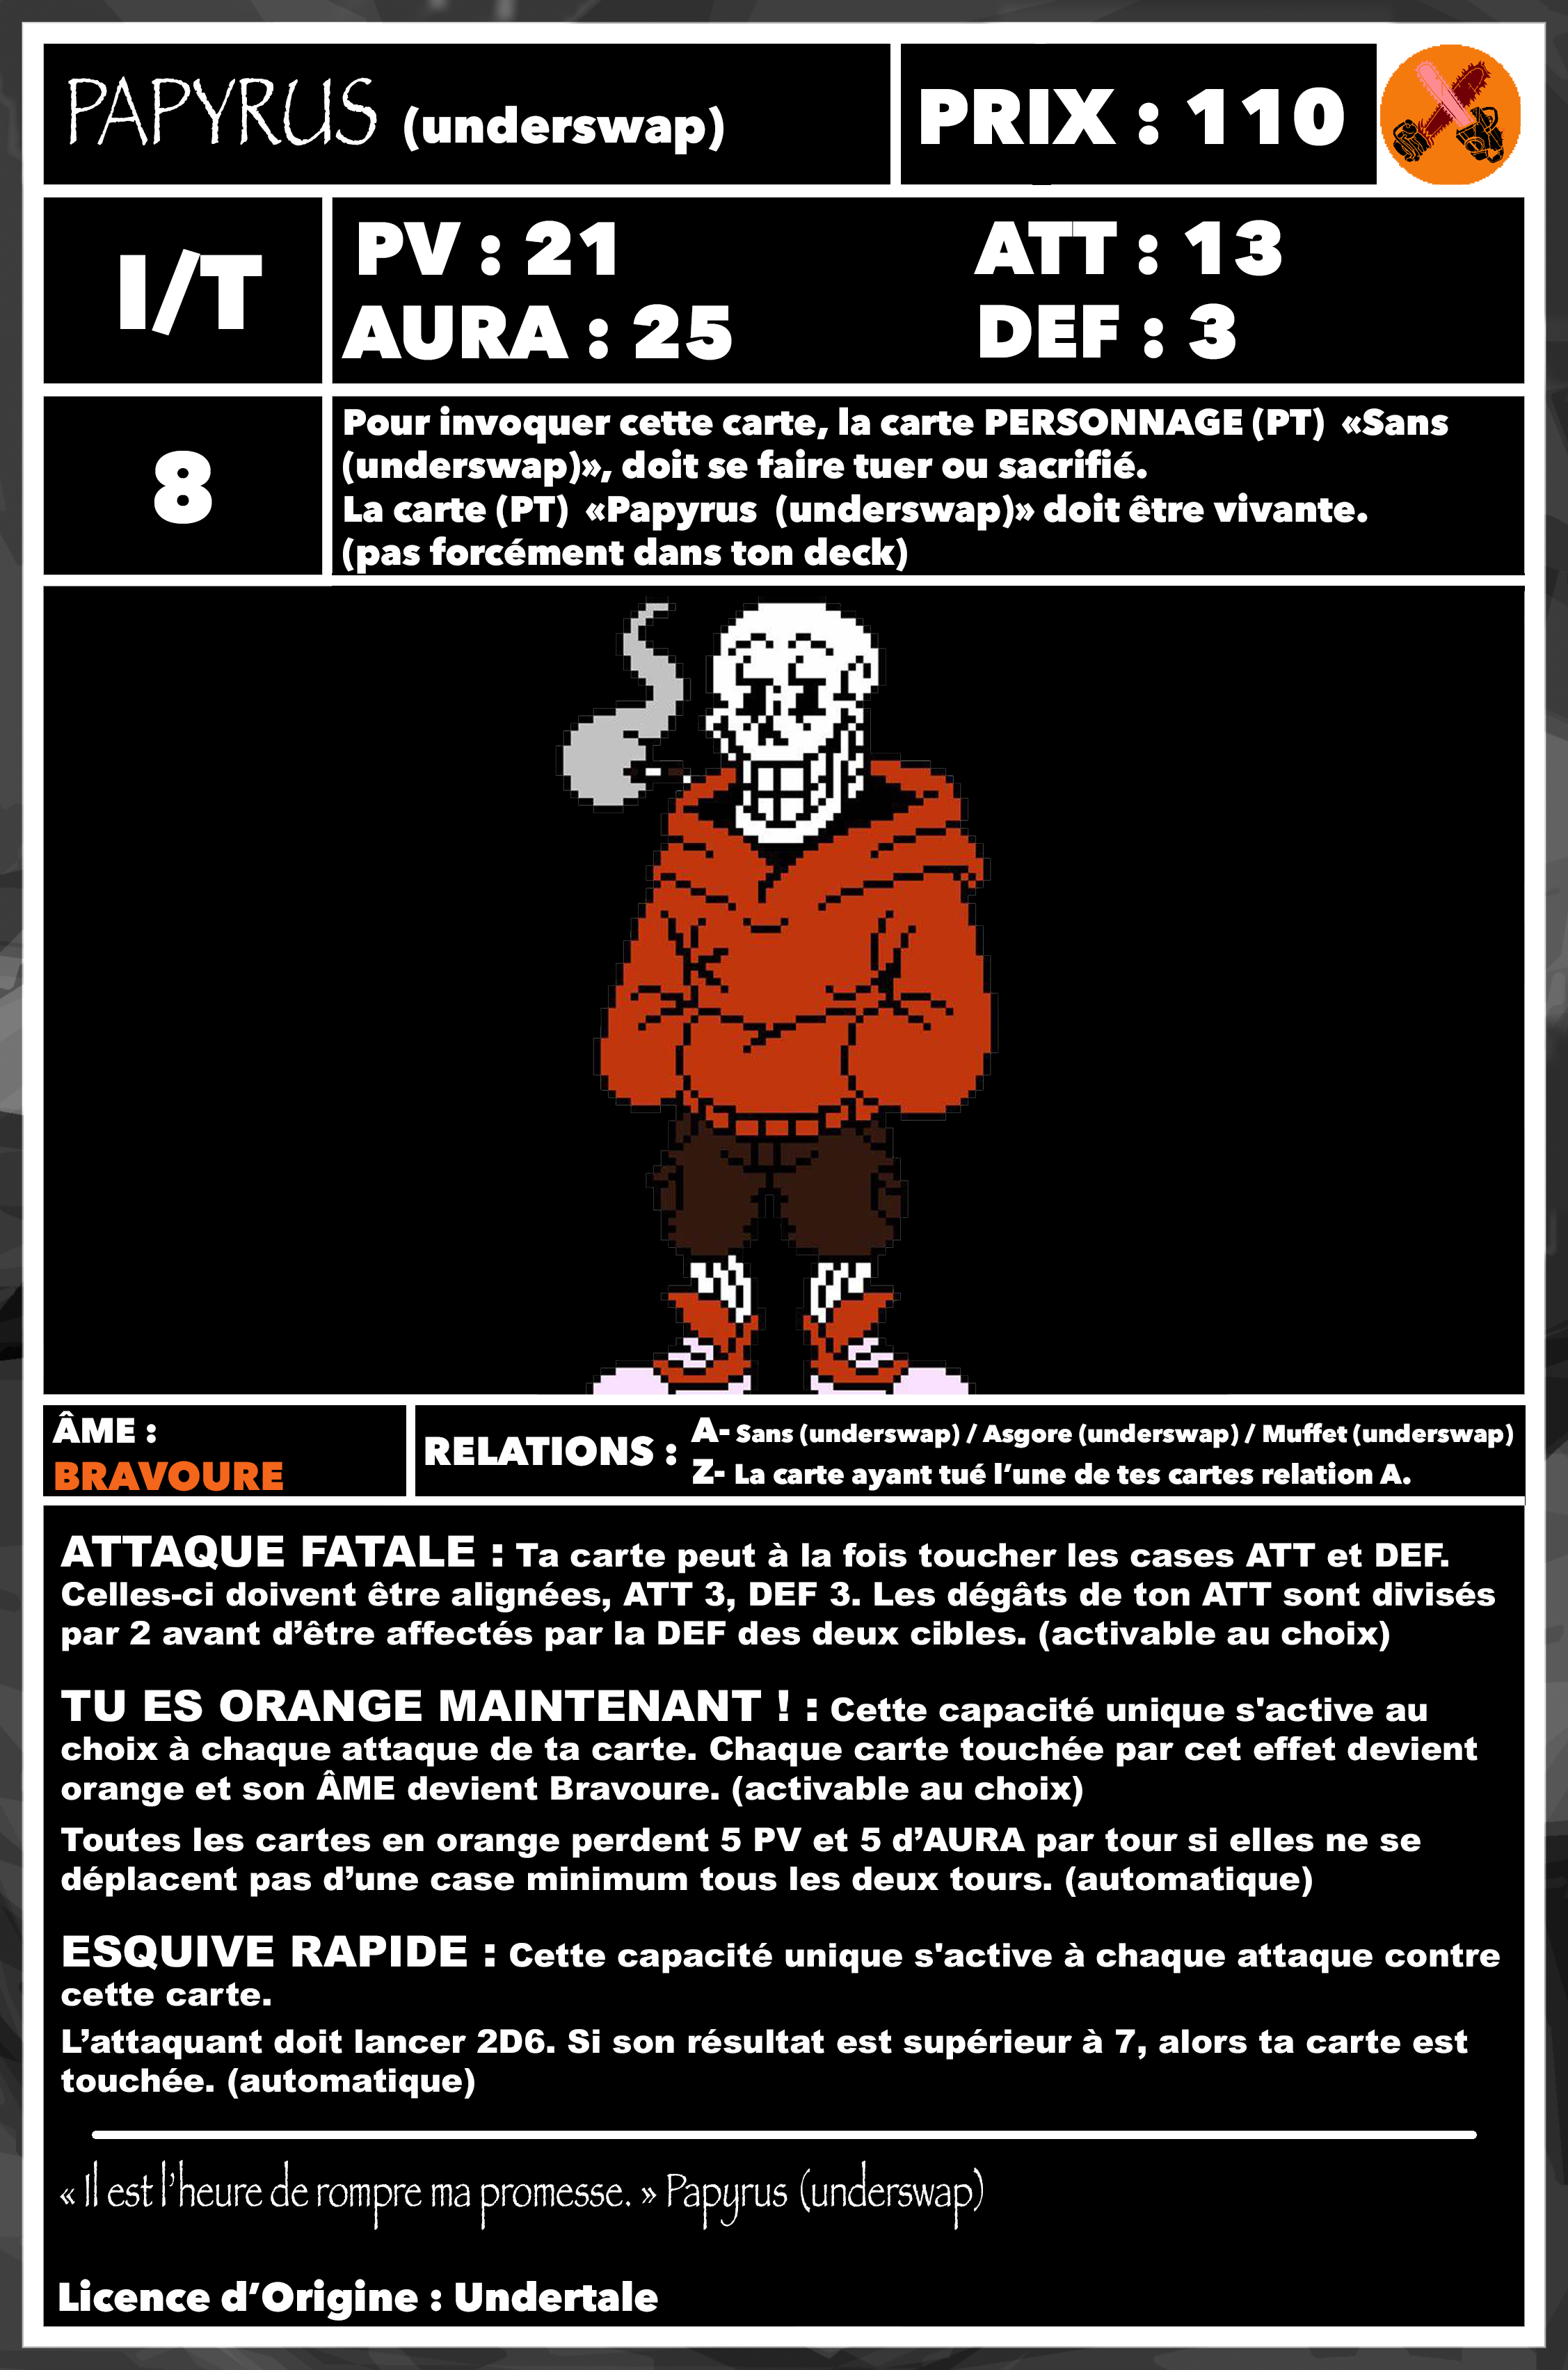 PAPYRUS (underswap)
PRIX : 110
I/T
PV : 21
ATT : 13
AURA : 25
DEF : 3
8
Pour invoquer cette carte, la carte PERSONNAGE (PT) «Sans
(underswap)», doit se faire tuer ou sacrifié.
La carte (PT) «Papyrus (underswap)» doit être vivante.
(pas forcément dans ton deck)
ÂME :
BRAVOURE
RELATIONS :
A- Sans (underswap) / Asgore (underswap) / Muffet (underswap)
Z- La carte ayant tué l’une de tes cartes relation A.
ATTAQUE FATALE : Ta carte peut à la fois toucher les cases ATT et DEF.
Celles-ci doivent être alignées, ATT 3, DEF 3. Les dégâts de ton ATT sont divisés
par 2 avant d’être affectés par la DEF des deux cibles. (activable au choix)
TU ES ORANGE MAINTENANT ! : Cette capacité unique s'active au
choix à chaque attaque de ta carte. Chaque carte touchée par cet effet devient
orange et son ÂME devient Bravoure. (activable au choix)
Toutes les cartes en orange perdent 5 PV et 5 d’AURA par tour si elles ne se
déplacent pas d’une case minimum tous les deux tours. (automatique)
ESQUIVE RAPIDE : Cette capacité unique s'active à chaque attaque contre
cette carte.
L’attaquant doit lancer 2D6. Si son résultat est supérieur à 7, alors ta carte est
touchée. (automatique)
« Il est l’heure de rompre ma promesse. » Papyrus (underswap)
Licence d’Origine : Undertale